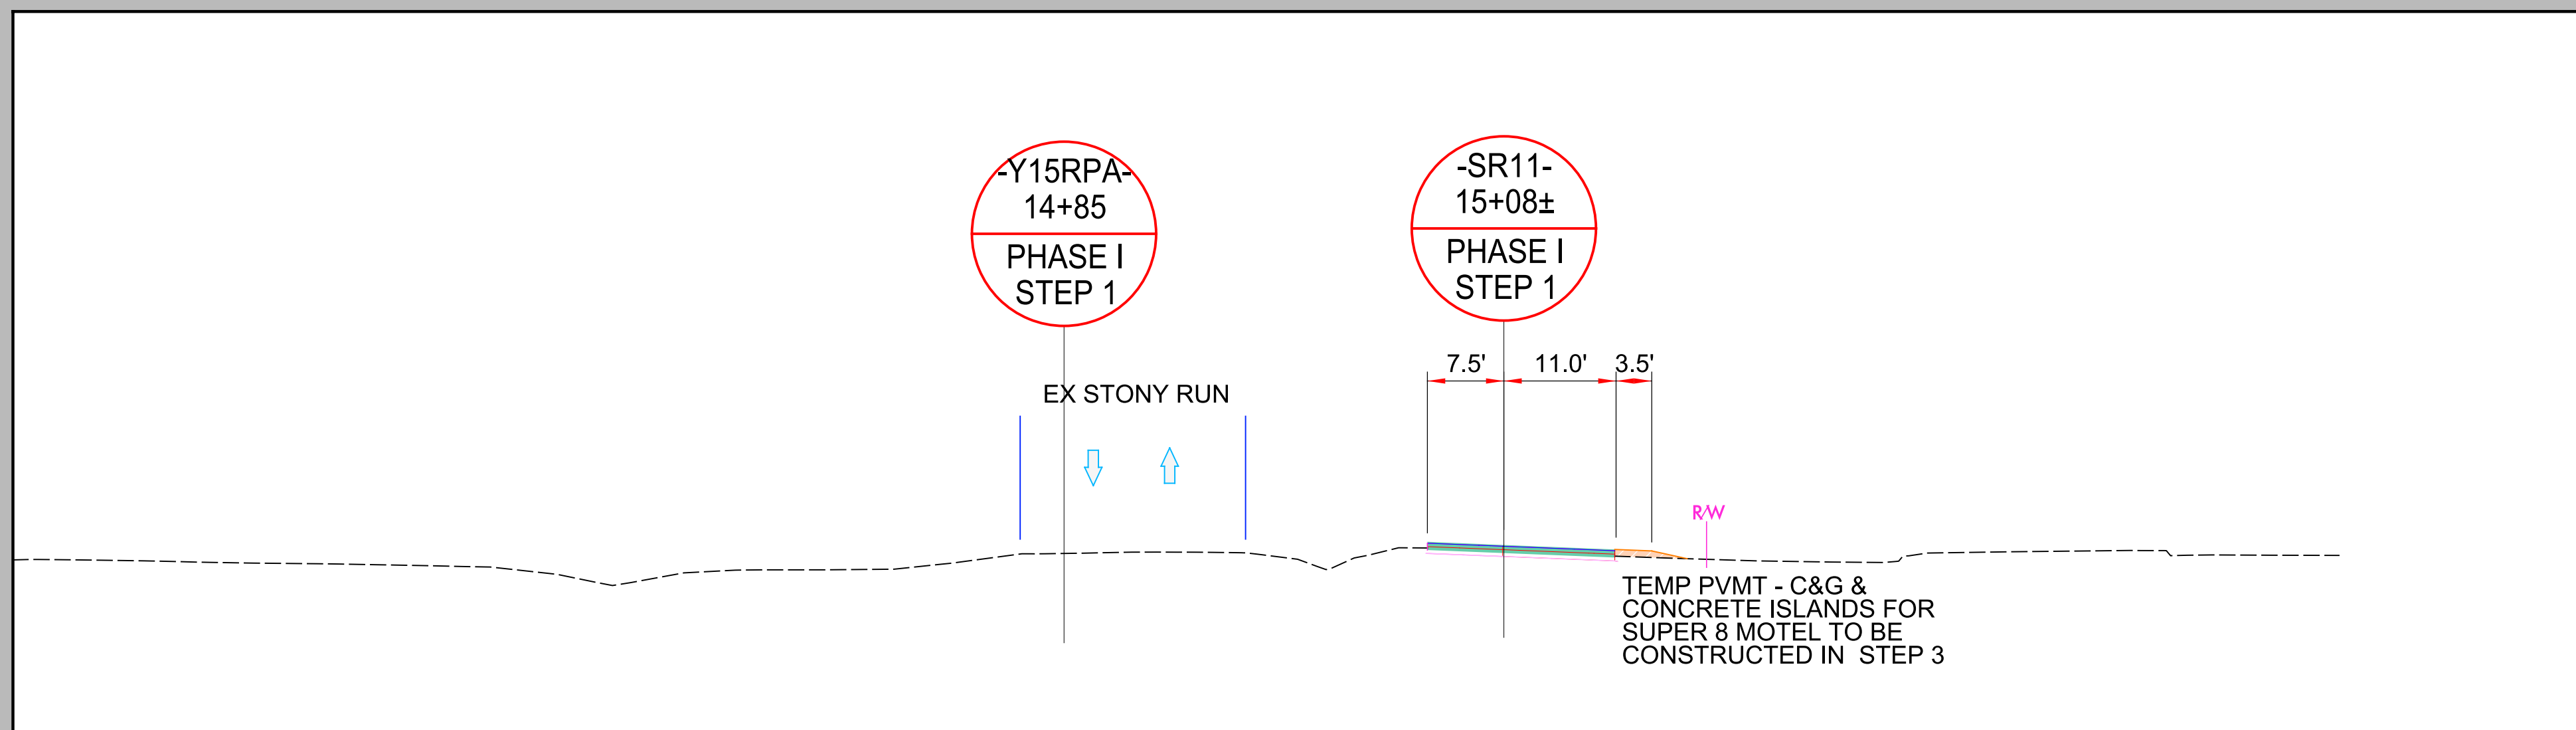 -Y15RPA-
14+85
PHASE I
STEP 1
-SR11-
15+08±
PHASE I
STEP 1
7.5'
11.0'
3.5'
EX STONY RUN
R/W
TEMP PVMT - C&G &
CONCRETE ISLANDS FOR
SUPER 8 MOTEL TO BE
CONSTRUCTED IN  STEP 3